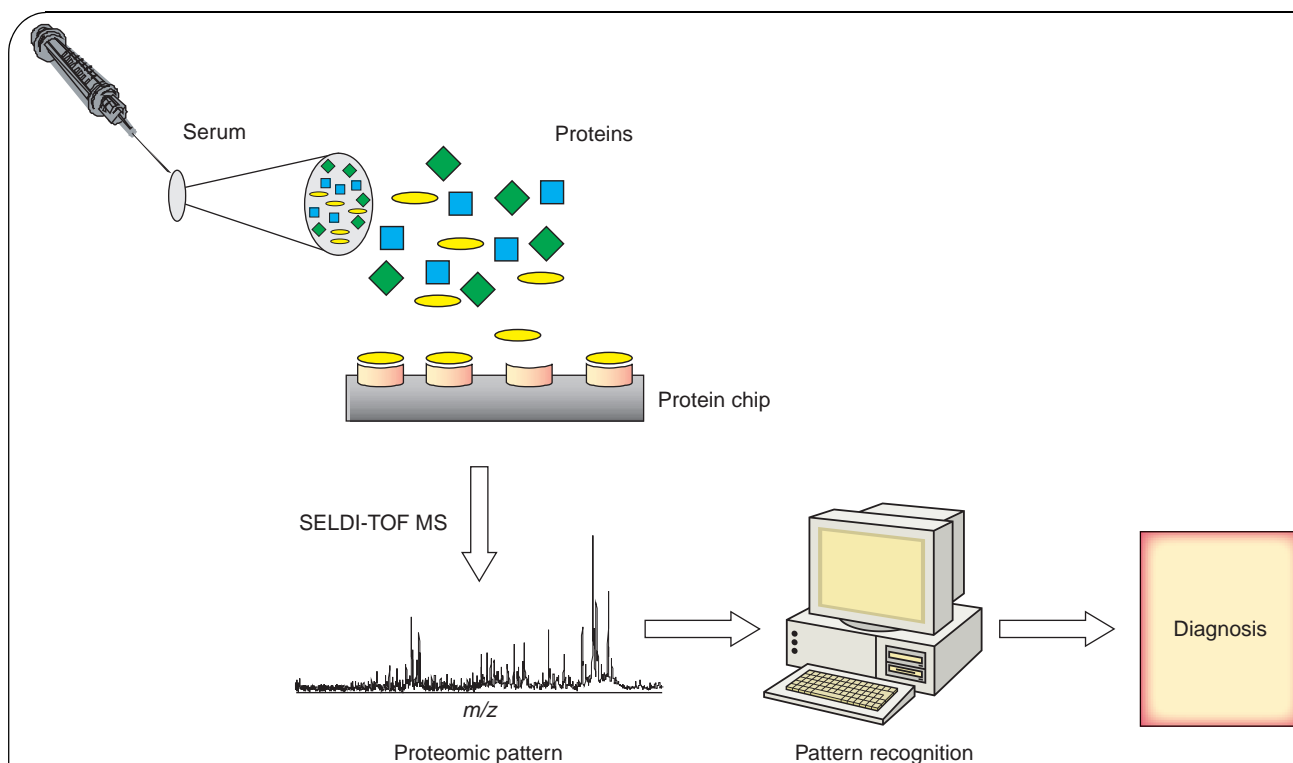 Serum
Proteins
Protein chip
SELDI-TOF MS
m/z
Diagnosis
Proteomic pattern
Pattern recognition